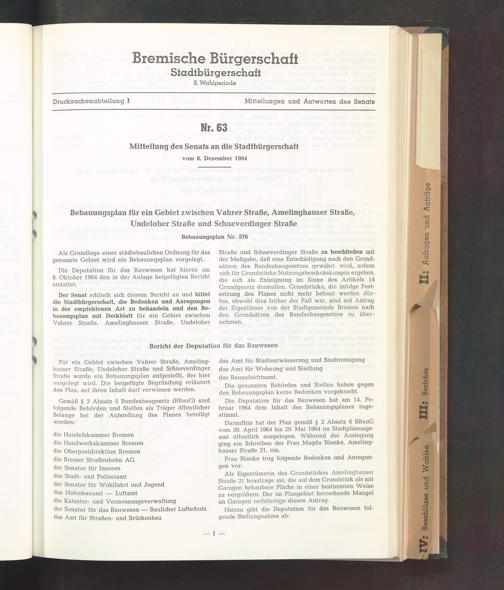 Bremische Bürgerschaft
Stadtbürgerschaft
8. Wahlperiode
Drucksachenabteilung I
Mitteilungen und Antworten des Senats
Nr. 63
Mitteilung des Senats an die Stadtbürgerschaft
vom 8. Dezember 1964
Bebauungsplan für ein Gebiet zwischen Vahrer Straße, Amelinghauser Straße,
Undeloher Straße und Schneverdinger Straße
Bebauungsplan Nr. 576
Als Grundlage einer städtebaulichen Ordnung für das
genannte Gebiet wird ein Bebauungsplan vorgelegt.
Die Deputation für das Bauwesen hat hierzu am
8. Oktober 1964 den in der Anlage beigefügten Bericht
erstattet.
Der Senat schließt sich diesem Bericht an und bittet
die Stadtbürgerschaft, die Bedenken und Anregungen
in der empfohlenen Art zu behandeln und den Be-
bauungsplan mit Deckblatt für ein Gebiet zwischen
Vahrer Straße, Amelinghauser Straße, Undeloher
Straße und Schneverdinger Straße zu beschließen mit
der Maßgabe, daß eine Entschädigung nach den Grund-
sätzen des Bundesbaugesetzes gewährt wird, sofern
sich für Grundstücke Nutzungsbeschränkungen ergeben,
die sich als Enteignung im Sinne des Artikels 14
Grundgesetz darstellen. Grundstücke, die infolge Fest-
setzung des Planes nicht mehr bebaut werden dür-
fen, obwohl dies früher der Fall war, sind auf Antrag
der Eigentümer von der Stadtgemeinde Bremen nach
den Grundsätzen des Bundesbaugesetzes zu über-
nehmen.
Bericht der Deputation für das Bauwesen
Für ein Gebiet zwischen Vahrer Straße, Ameling-
hauser Straße, Undeloher Straße und Schneverdinger
Straße wurde ein Bebauungsplan aufgestellt, der hier
vorgelegt wird. Die beigefügte Begründung erläutert
den Plan, auf ihren Inhalt darf verwiesen werden.
Gemäß § 2 Absatz 5 Bundesbaugesetz (BBauG) sind
folgende Behörden und Stellen als Träger öffentlicher
Belange bei der Aufstellung des Planes beteiligt
worden:
die Handelskammer Bremen
die Handwerkskammer Bremen
die Oberpostdirektion Bremen
die Bremer Straßenbahn AG
der Senator für Inneres
das Stadt- und Polizeiamt
der Senator für Wohlfahrt und Jugend
das Hafenbauamt — Luftamt
die Kataster- und Vermessungsverwaltung
der Senator für das Bauwesen — Baulicher Luftschutz
das Amt für Straßen- und Brückenbau
das Amt für Stadtentwässerung und Stadtreinigung
das Amt für Wohnung und Siedlung
das Bauaufsichtsamt.
Die genannten Behörden und Stellen haben gegen
den Bebauungsplan keine Bedenken vorgebracht.
Die Deputation für das Bauwesen hat am 14. Fe-
bruar 1964 dem Inhalt des Bebauungsplanes zuge-
stimmt.
Daraufhin hat der Plan gemäß § 2 Absatz 6 BBauG
vom 30. April 1964 bis 29. Mai 1964 im Stadtplanungs-
amt öffentlich ausgelegen. Während der Auslegung
ging ein Schreiben der Frau Magda Blanke, Ameling-
hauser Straße 21, ein.
Frau Blanke trug folgende Bedenken und Anregun-
gen vor:
Als Eigentümerin des Grundstückes Amelinghauser
Straße 21 beantrage sie, die auf dem Grundstück als mit
Garagen bebaubare Fläche in einer bestimmten Weise
zu vergrößern. Der im Plangebiet herrschende Mangel
an Garagen rechtfertige diesen Antrag.
Hierzu gibt die Deputation für das Bauwesen fol-
gende Stellungnahme ab:
— 1 —
II: Anfragen und Anträge
III: Berichte
IV: Beschlüsse und Wahlen